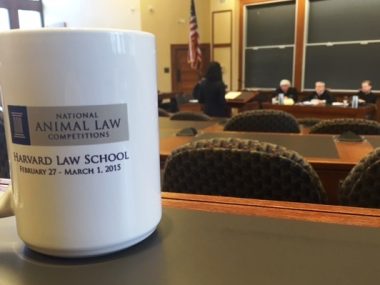 NATIONAL
ANIMAL LAW
COMPETITIONS
HARVARD LAW SCHOOL
FEBRUARY 27 - MARCH 1, 2015